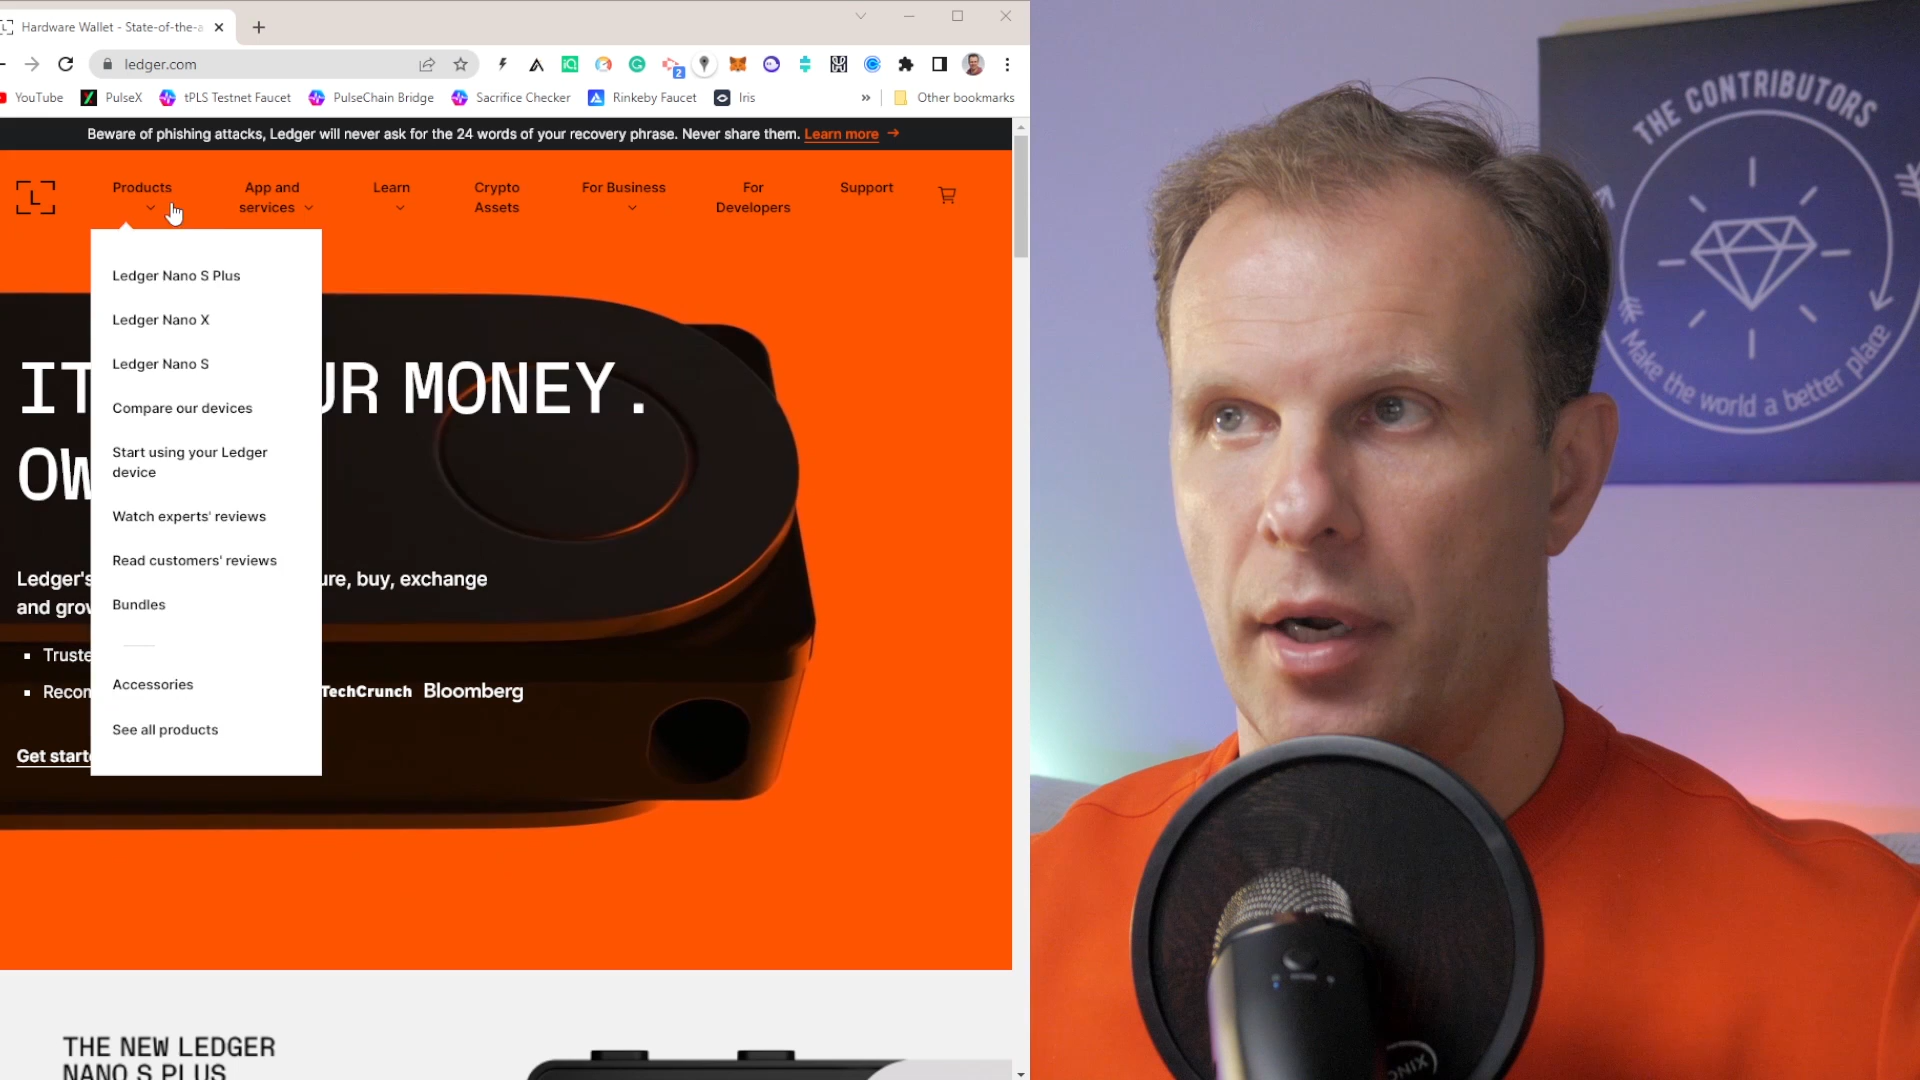 Hardware Wallet - State-of-the-a
ledger.com
2
YouTube
PulseX
tPLS Testnet Faucet
PulseChain Bridge
Sacrifice Checker
Rinkeby Faucet
Iris
»
Other bookmarks
Beware of phishing attacks, Ledger will never ask for the 24 words of your recovery phrase. Never share them. Learn more →
L
Products
App and
services
Learn
Crypto
Assets
For Business
For
Developers
Support
Ledger Nano S Plus
Ledger Nano X
Ledger Nano S
Compare our devices
Start using your Ledger
device
Watch experts' reviews
Read customers' reviews
Bundles
Accessories
See all products
IT UR MONEY.
OW
Ledger's ure, buy, exchange
and grow
Truste
Recon TechCrunch Bloomberg
Get starte
THE NEW LEDGER
NANO S PLUS
THE CONTRIBUTORS
Make the world a better place